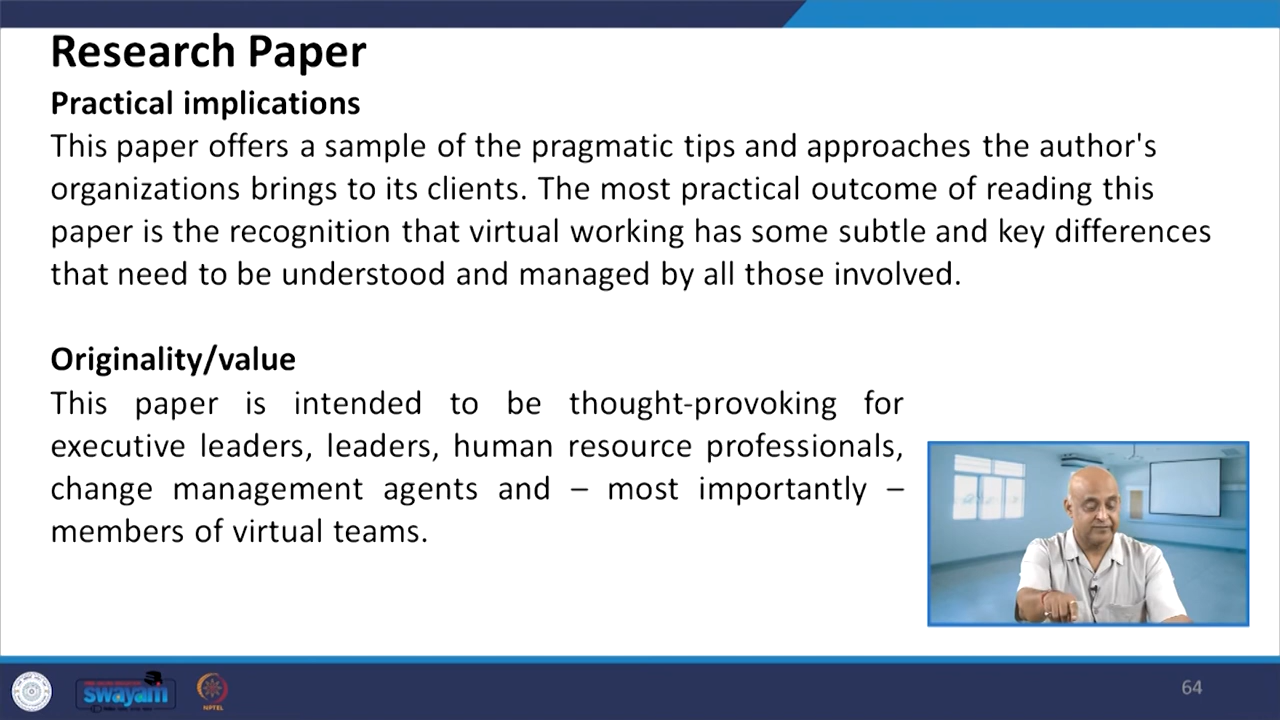 Research Paper
Practical implications
This paper offers a sample of the pragmatic tips and approaches the author's
organizations brings to its clients. The most practical outcome of reading this
paper is the recognition that virtual working has some subtle and key differences
that need to be understood and managed by all those involved.
Originality/value
This paper is intended to be thought-provoking for
executive leaders, leaders, human resource professionals,
change management agents and – most importantly –
members of virtual teams.
swayam
NPTEL
64